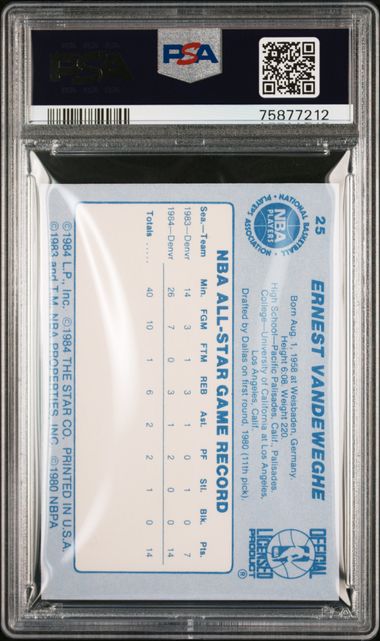 PSA
PSA
75877212
25
NATIONAL BASKETBALL
NBA
PLAYERS
PLAYERS ASSOCIATION
ERNEST VANDEWEGHE
Born Aug. 1, 1958 at Weisbaden, Germany
Height 6:08 Weight 220.
High School—Pacific Palisades, Calif., Palisades.
College—University of California at Los Angeles,
Los Angeles, Calif.
Drafted by Dallas on first round, 1980 (11th pick).
OFFICIAL
LICENSED
PRODUCT
®
NBA ALL-STAR GAME RECORD
Sea.—Team Min. FGM FTM REB Ast. PF Stl. Blk. Pts.
1983—Denvr 14 3 1 3 1 0 1 0 7
1984—Denvr 26 7 0 3 1 2 0 0 14
Totals ..... 40 10 1 6 2 2 1 0 14
©1984 L.P., Inc. ©1984 THE STAR CO. PRINTED IN U.S.A.
©1983 and T.M. NBA PROPERTIES, INC. ©1980 NBPA